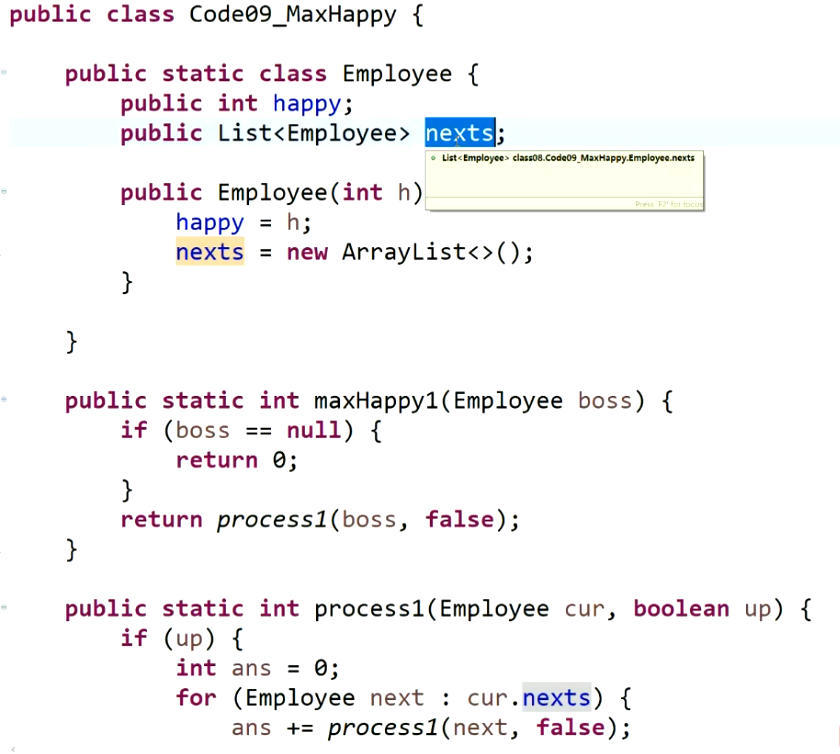 public class Code09_MaxHappy {
public static class Employee {
public int happy;
public List<Employee> nexts;
List<Employee> class08.Code09_MaxHappy.Employee.nexts
Press 'F2' for focus
public Employee(int h)
happy = h;
nexts = new ArrayList<>();
}
}
public static int maxHappy1(Employee boss) {
if (boss == null) {
return 0;
}
return process1(boss, false);
}
public static int process1(Employee cur, boolean up) {
if (up) {
int ans = 0;
for (Employee next : cur.nexts) {
ans += process1(next, false);